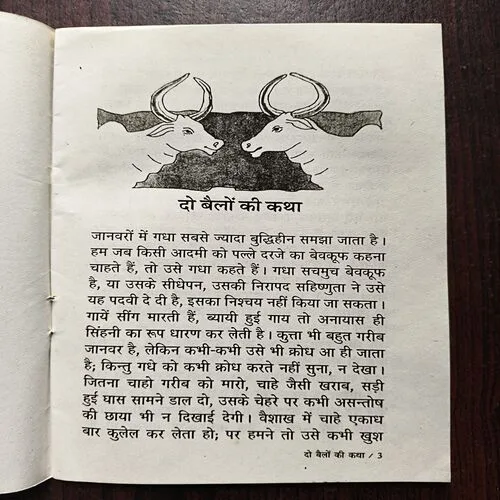 दो बैलों की कथा
जानवरों में गधा सबसे ज्यादा बुद्धिहीन समझा जाता है।
हम जब किसी आदमी को पल्ले दरजे का बेवकूफ कहना
चाहते हैं, तो उसे गधा कहते हैं। गधा सचमुच बेवकूफ
है, या उसके सीधेपन, उसकी निरापद सहिष्णुता ने उसे
यह पदवी दे दी है, इसका निश्चय नहीं किया जा सकता।
गायें सींग मारती हैं, ब्यायी हुई गाय तो अनायास ही
सिंहनी का रूप धारण कर लेती है। कुत्ता भी बहुत गरीब
जानवर है, लेकिन कभी-कभी उसे भी क्रोध आ ही जाता
है; किन्तु गधे को कभी क्रोध करते नहीं सुना, न देखा।
जितना चाहो गरीब को मारो, चाहे जैसी खराब, सड़ी
हुई घास सामने डाल दो, उसके चेहरे पर कभी असन्तोष
की छाया भी न दिखाई देगी। वैशाख में चाहे एकाध
बार कुलेल कर लेता हो; पर हमने तो उसे कभी खुश
दो बैलों की कथा / 3